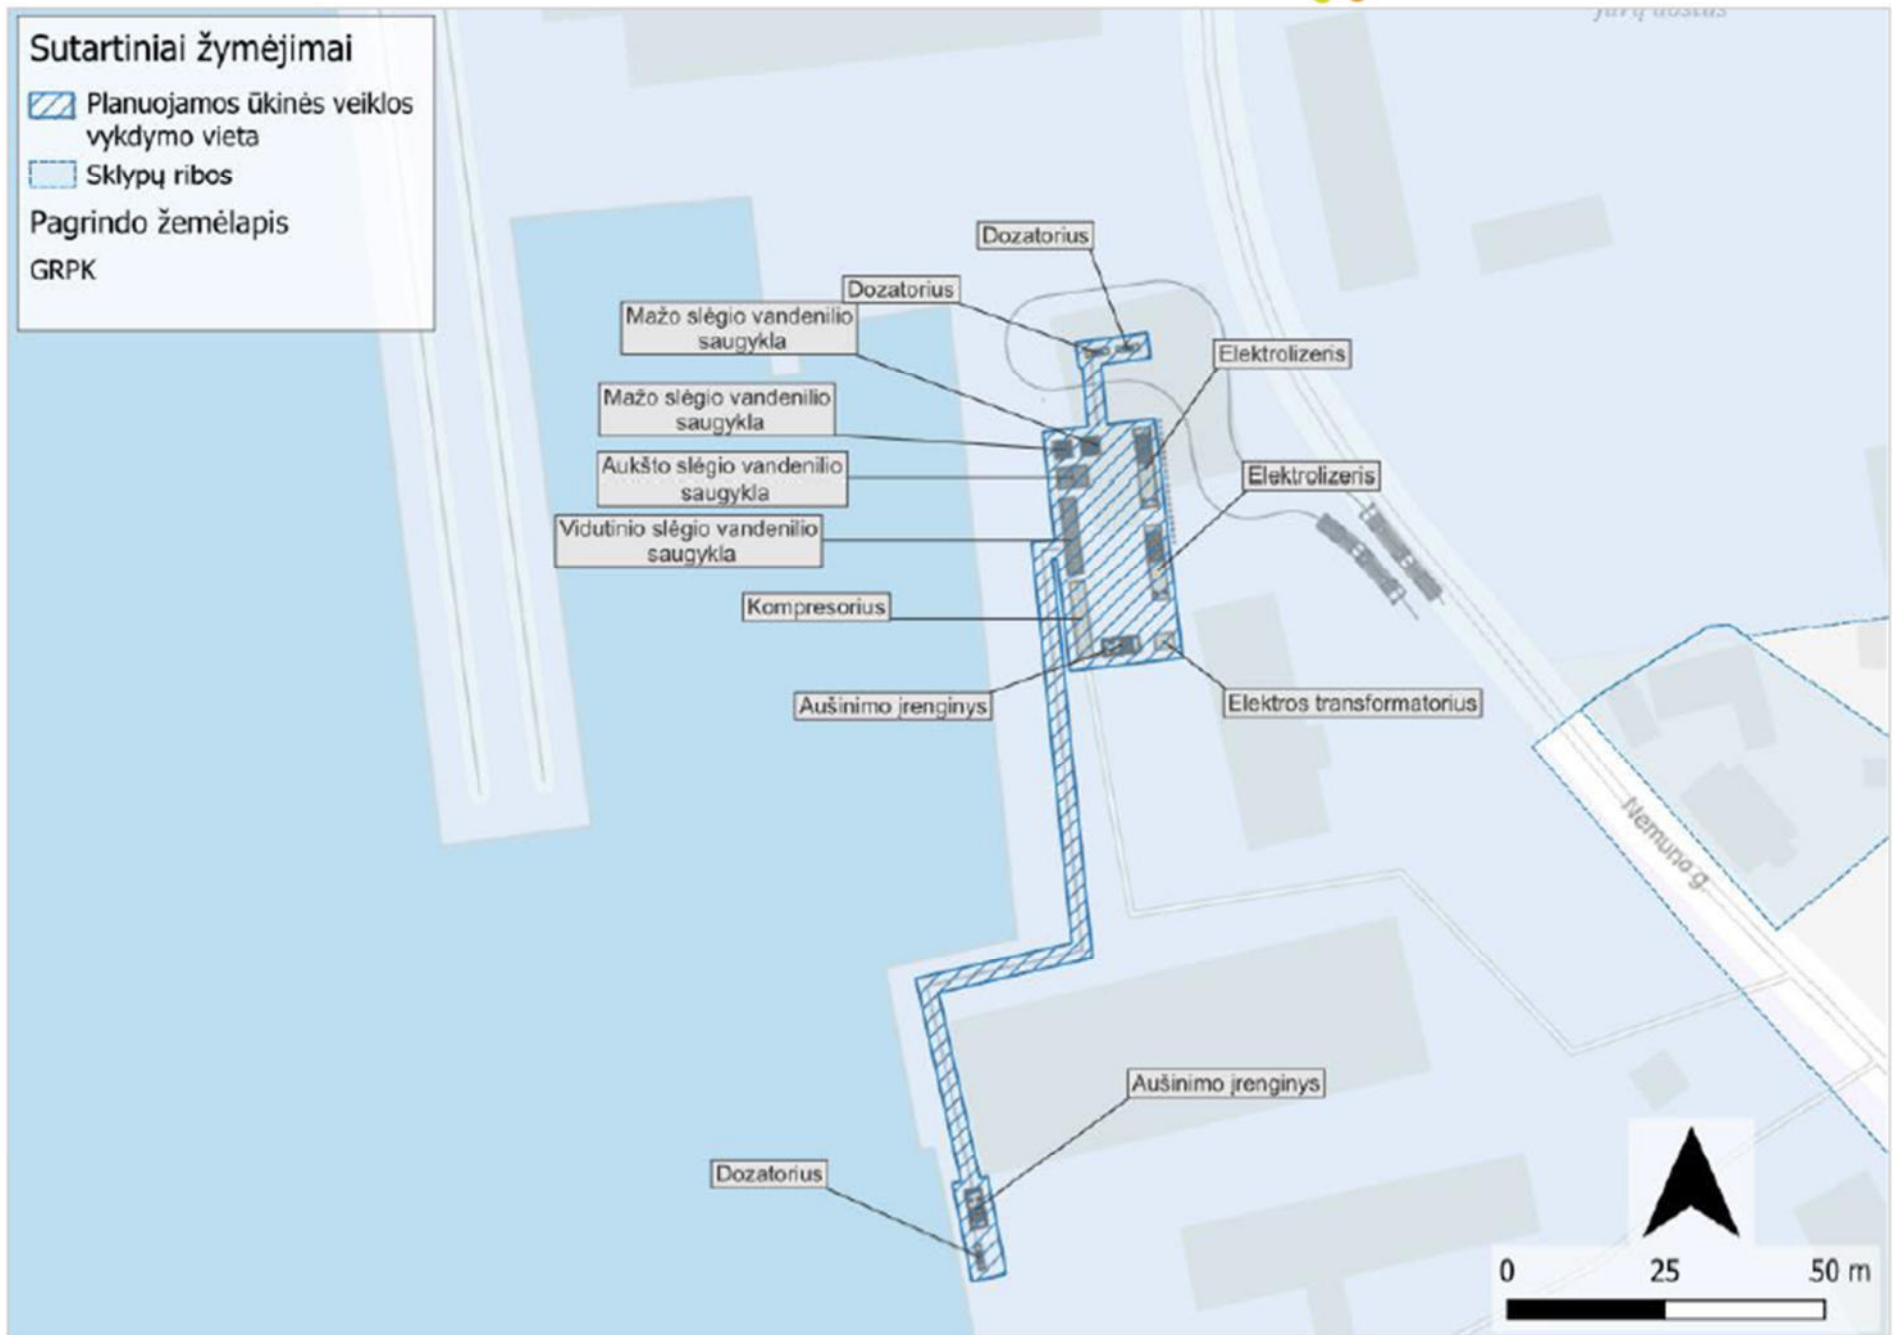 Sutartiniai žymėjimai
Planuojamos ūkinės veiklos
vykdymo vieta
Sklypų ribos
Pagrindo žemėlapis
GRPK
Dozatorius
Dozatorius
Mažo slėgio vandenilio
saugykla
Elektrolizeris
Mažo slėgio vandenilio
saugykla
Aukšto slėgio vandenilio
saugykla
Elektrolizeris
Vidutinio slėgio vandenilio
saugykla
Kompresorius
Aušinimo įrenginys
Elektros transformatorius
Nemuno g.
Aušinimo įrenginys
Dozatorius
0 25 50 m